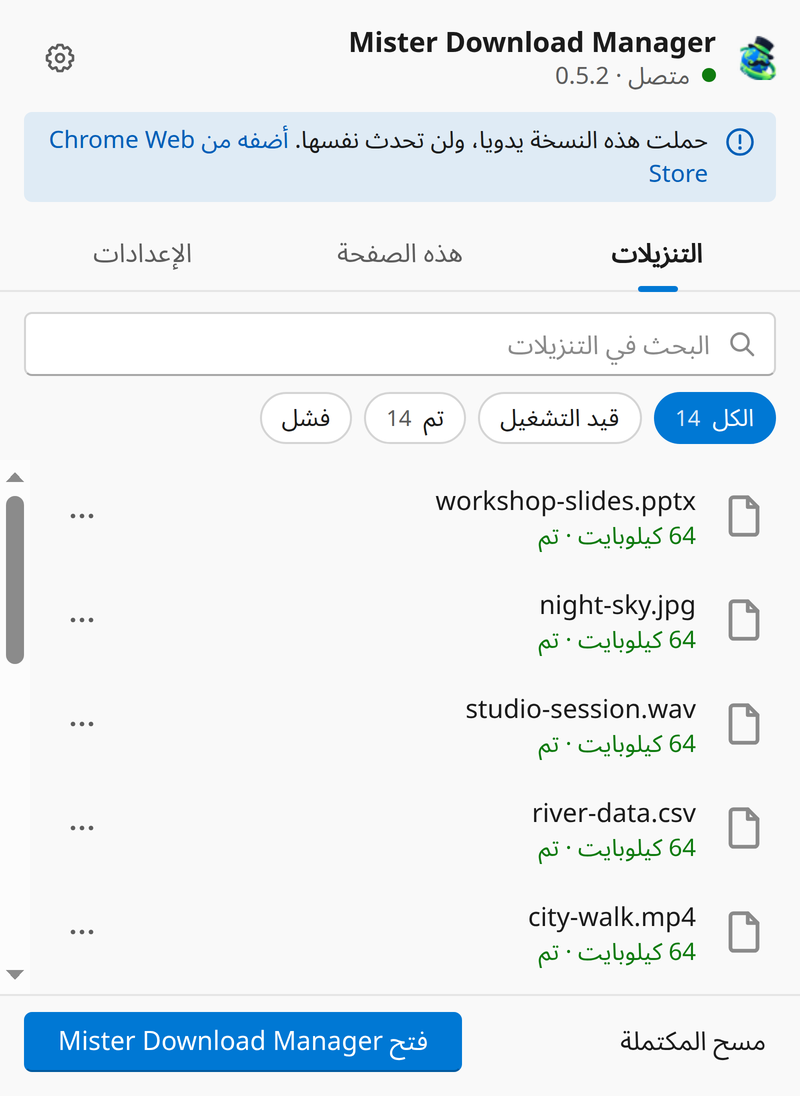 Mister Download Manager
متصل · 0.5.2
حملت هذه النسخة يدويا، ولن تحدث نفسها. أضفه من Chrome Web
Store
التنزيلات
هذه الصفحة
الإعدادات
البحث في التنزيلات
الكل 14
قيد التشغيل
تم 14
فشل
workshop-slides.pptx
64 كيلوبايت · تم
night-sky.jpg
64 كيلوبايت · تم
studio-session.wav
64 كيلوبايت · تم
river-data.csv
64 كيلوبايت · تم
city-walk.mp4
64 كيلوبايت · تم
مسح المكتملة
فتح Mister Download Manager